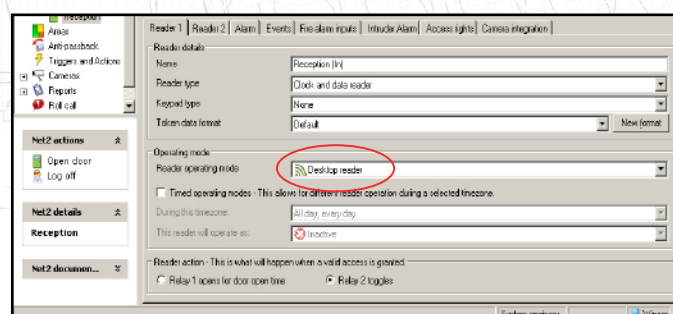 Reception
Areas
Anti-passback
Triggers and Actions
Cameras
Reports
Roll call
Net2 actions
Open door
Log off
Net2 details
Reception
Net2 documen...
Reader 1 Reader 2 Alarm Events Fire alarm inputs Intruder Alarm Access rights Camera integration
Reader details
Name Reception (In)
Reader type Clock and data reader
Keypad type None
Token data format Default New format
Operating mode
Reader operating mode Desktop reader
Timed operating modes - This allows for different reader operation during a selected timezone.
During this timezone: All day, every day
This reader will operate as: Inactive
Reader action - This is what will happen when a valid access is granted.
Relay 1 opens for door open time Relay 2 toggles